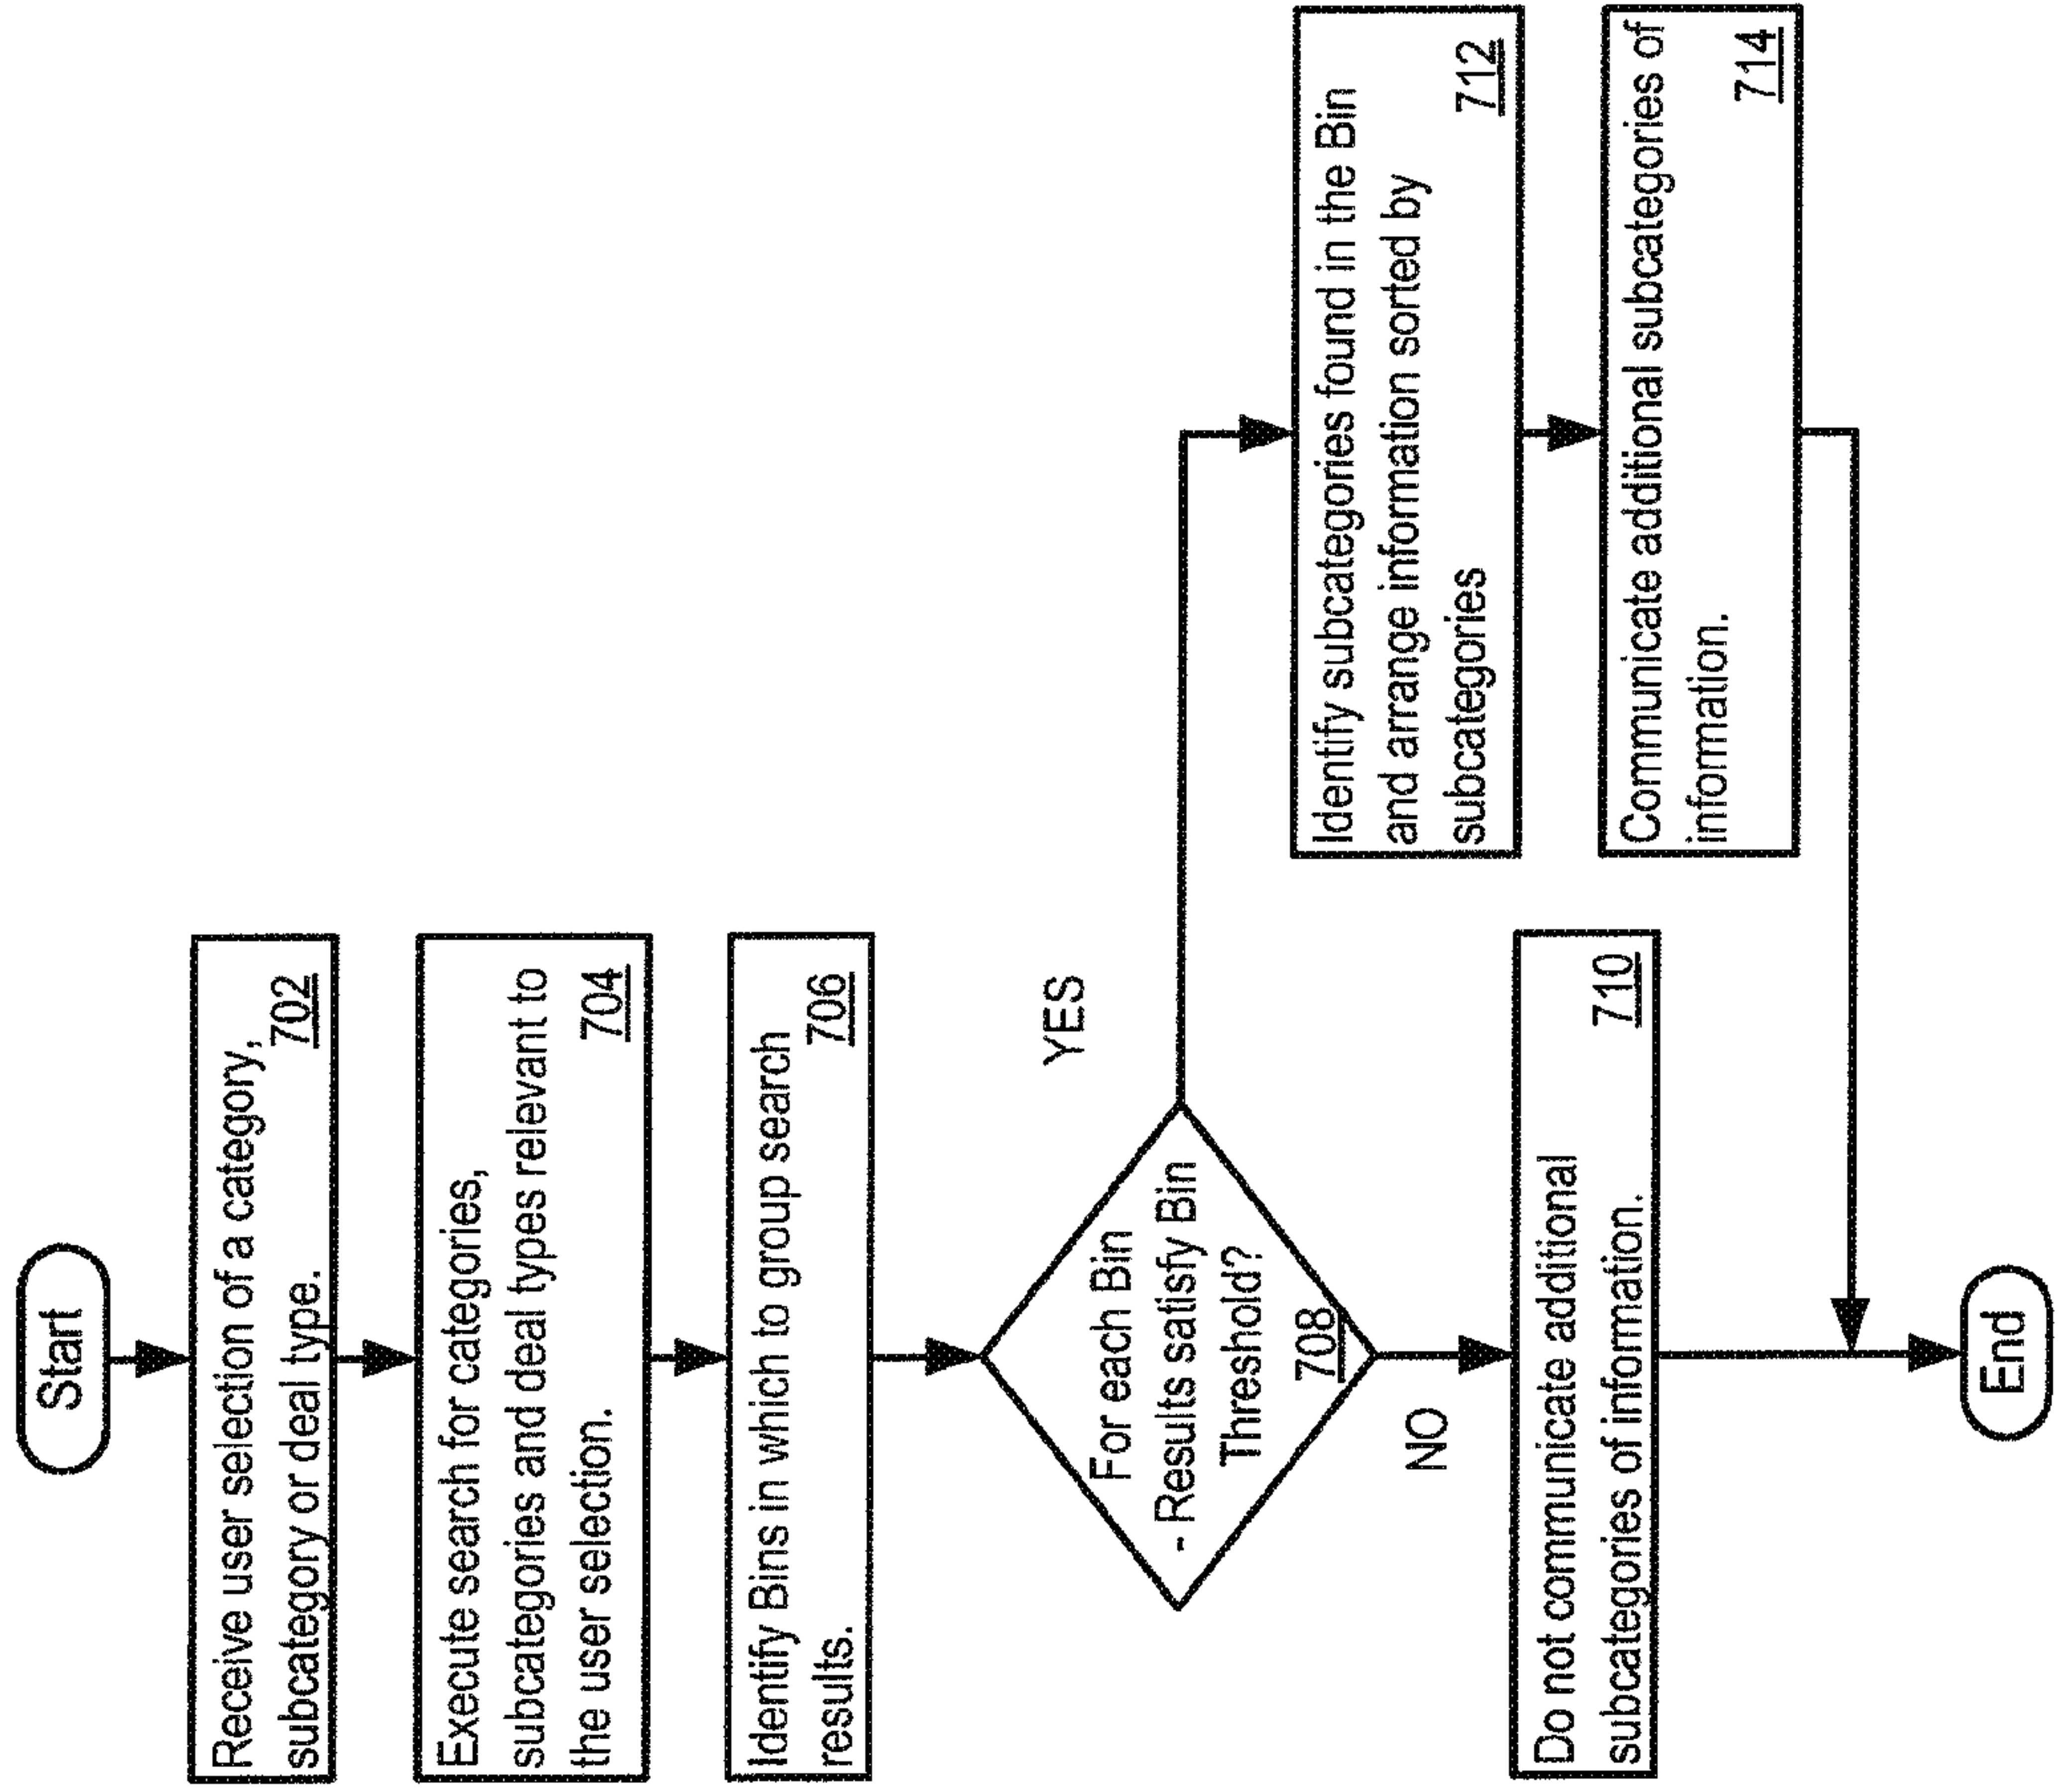 Start
Receive user selection of a category,
subcategory or deal type.
702
Execute search for categories,
subcategories and deal types relevant to
the user selection.
704
Identify Bins in which to group search
results.
706
For each Bin
- Results satisfy Bin
Threshold?
708
YES
NO
Do not communicate additional
subcategories of information.
710
Identify subcategories found in the Bin
and arrange information sorted by
subcategories
712
Communicate additional subcategories of
information.
714
End